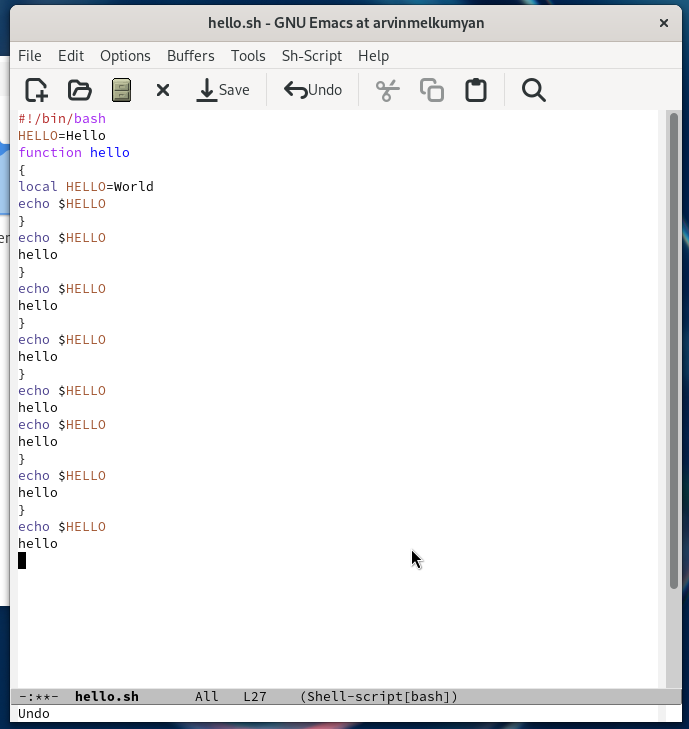 hello.sh - GNU Emacs at arvinmelkumyan
File Edit Options Buffers Tools Sh-Script Help
Save Undo
#!/bin/bash
HELLO=Hello
function hello
{
local HELLO=World
echo $HELLO
}
echo $HELLO
hello
}
echo $HELLO
hello
}
echo $HELLO
hello
}
echo $HELLO
hello
echo $HELLO
hello
}
echo $HELLO
hello
}
echo $HELLO
hello
-:**- hello.sh All L27 (Shell-script[bash])
Undo